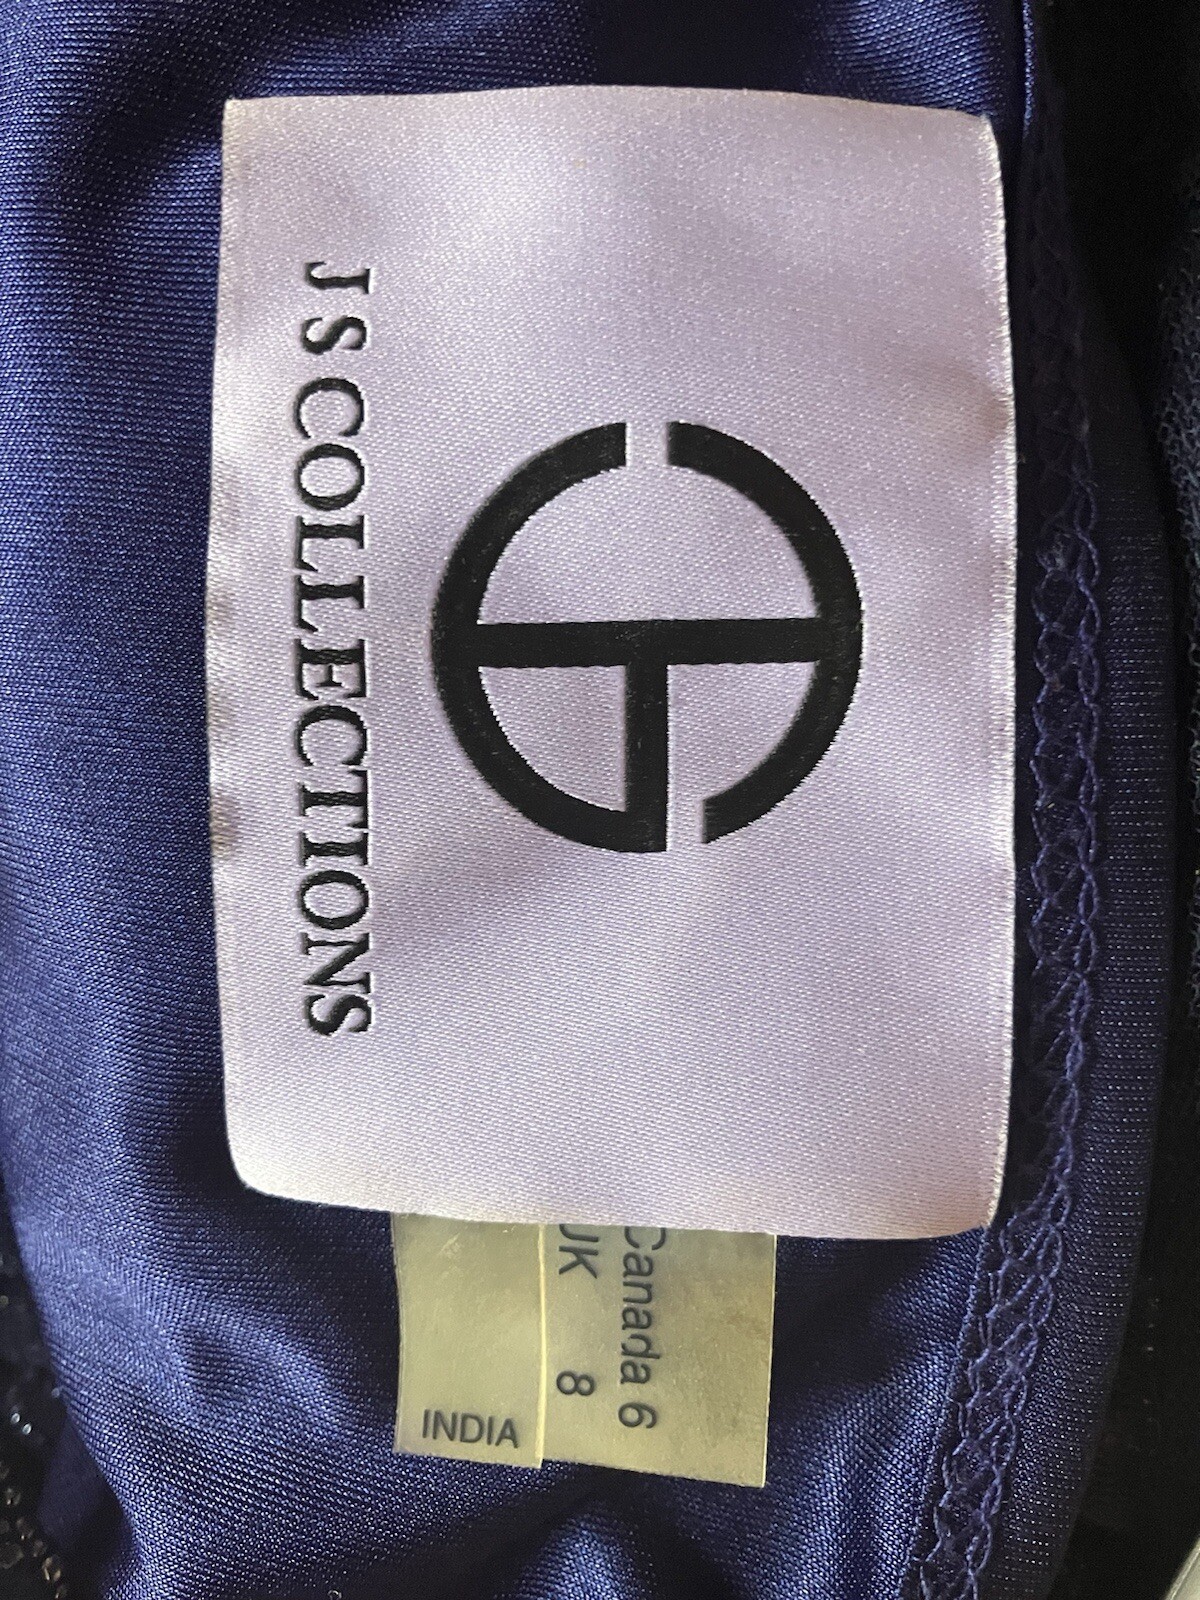 J S COLLECTIONS
Canada 6
UK 8
INDIA